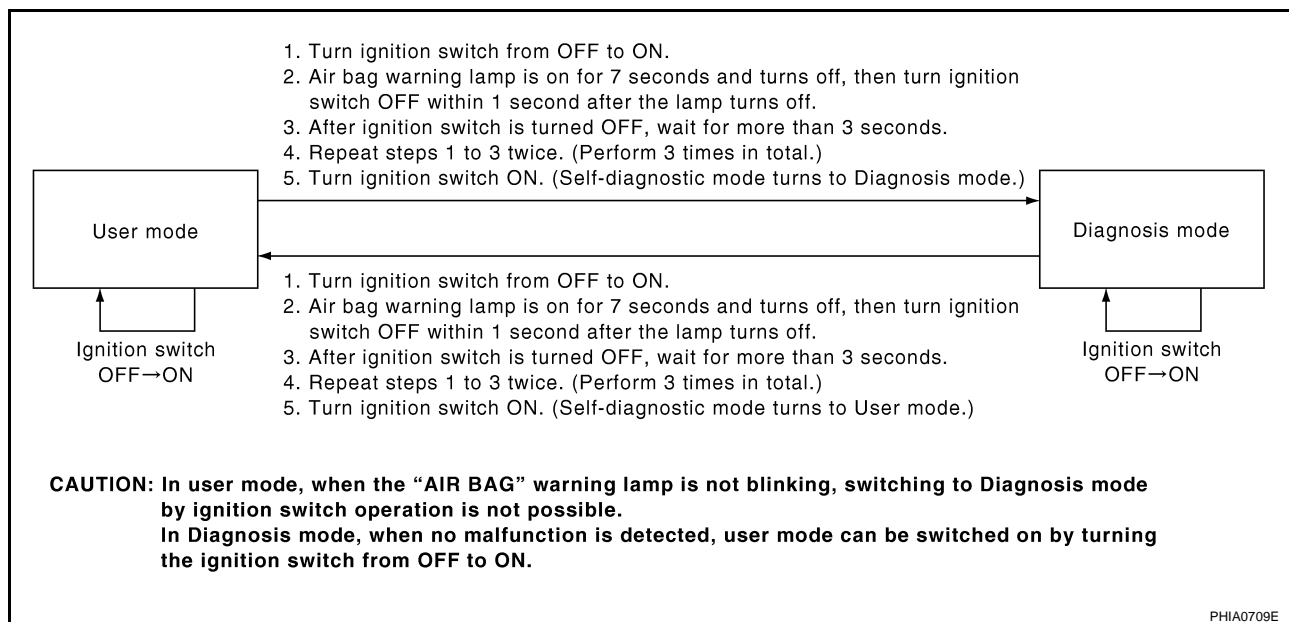 1. Turn ignition switch from OFF to ON.
2. Air bag warning lamp is on for 7 seconds and turns off, then turn ignition
switch OFF within 1 second after the lamp turns off.
3. After ignition switch is turned OFF, wait for more than 3 seconds.
4. Repeat steps 1 to 3 twice. (Perform 3 times in total.)
5. Turn ignition switch ON. (Self-diagnostic mode turns to Diagnosis mode.)
User mode
Diagnosis mode
1. Turn ignition switch from OFF to ON.
2. Air bag warning lamp is on for 7 seconds and turns off, then turn ignition
switch OFF within 1 second after the lamp turns off.
3. After ignition switch is turned OFF, wait for more than 3 seconds.
4. Repeat steps 1 to 3 twice. (Perform 3 times in total.)
5. Turn ignition switch ON. (Self-diagnostic mode turns to User mode.)
Ignition switch
OFF→ON
Ignition switch
OFF→ON
CAUTION: In user mode, when the “AIR BAG” warning lamp is not blinking, switching to Diagnosis mode
by ignition switch operation is not possible.
In Diagnosis mode, when no malfunction is detected, user mode can be switched on by turning
the ignition switch from OFF to ON.
PHIA0709E